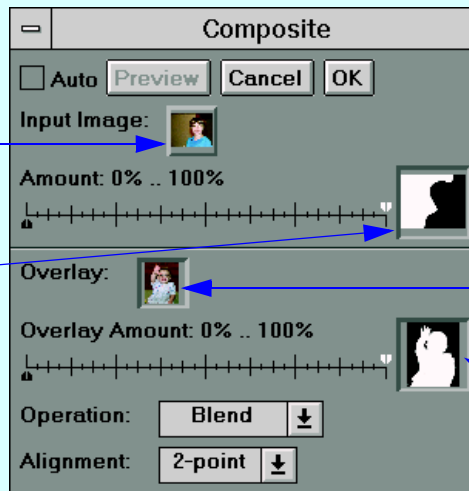 Composite
Auto Preview Cancel OK
Input Image:
Amount: 0% .. 100%
Overlay:
Overlay Amount: 0% .. 100%
Operation: Blend
Alignment: 2-point